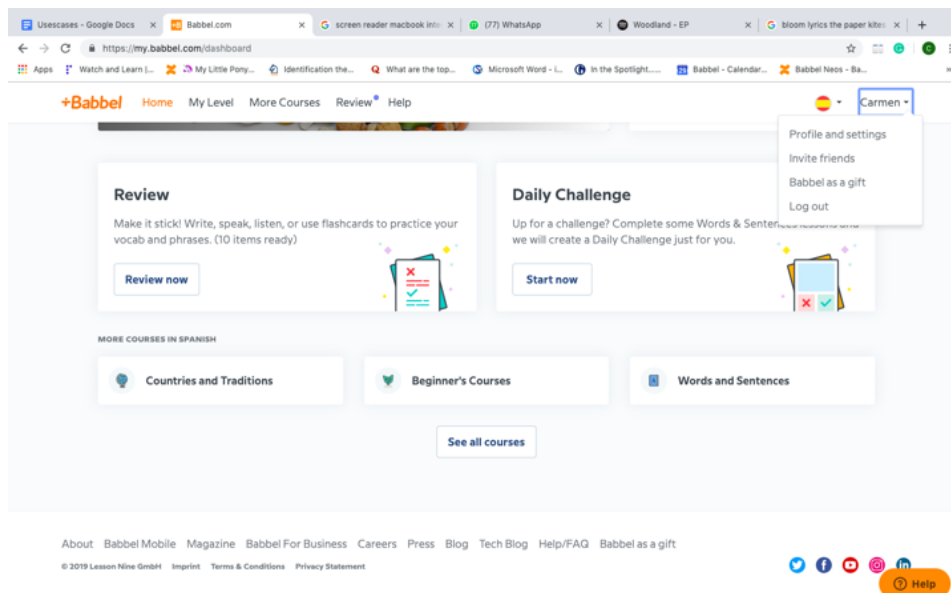 Usescases - Google Docs
Babbel.com
screen reader macbook inte
(77) WhatsApp
Woodland - EP
bloom lyrics the paper kites
https://my.babbel.com/dashboard
Apps
Watch and Learn |...
My Little Pony...
Identification the...
What are the top...
Microsoft Word - i...
In the Spotlight......
Babbel - Calendar...
Babbel Neos - Ba...
+Babbel Home My Level More Courses Review Help
Carmen
Profile and settings
Invite friends
Babbel as a gift
Log out
Review
Make it stick! Write, speak, listen, or use flashcards to practice your
vocab and phrases. (10 items ready)
Review now
Daily Challenge
Up for a challenge? Complete some Words & Sentences lessons and
we will create a Daily Challenge just for you.
Start now
MORE COURSES IN SPANISH
Countries and Traditions
Beginner's Courses
Words and Sentences
See all courses
About Babbel Mobile Magazine Babbel For Business Careers Press Blog Tech Blog Help/FAQ Babbel as a gift
© 2019 Lesson Nine GmbH Imprint Terms & Conditions Privacy Statement
Help